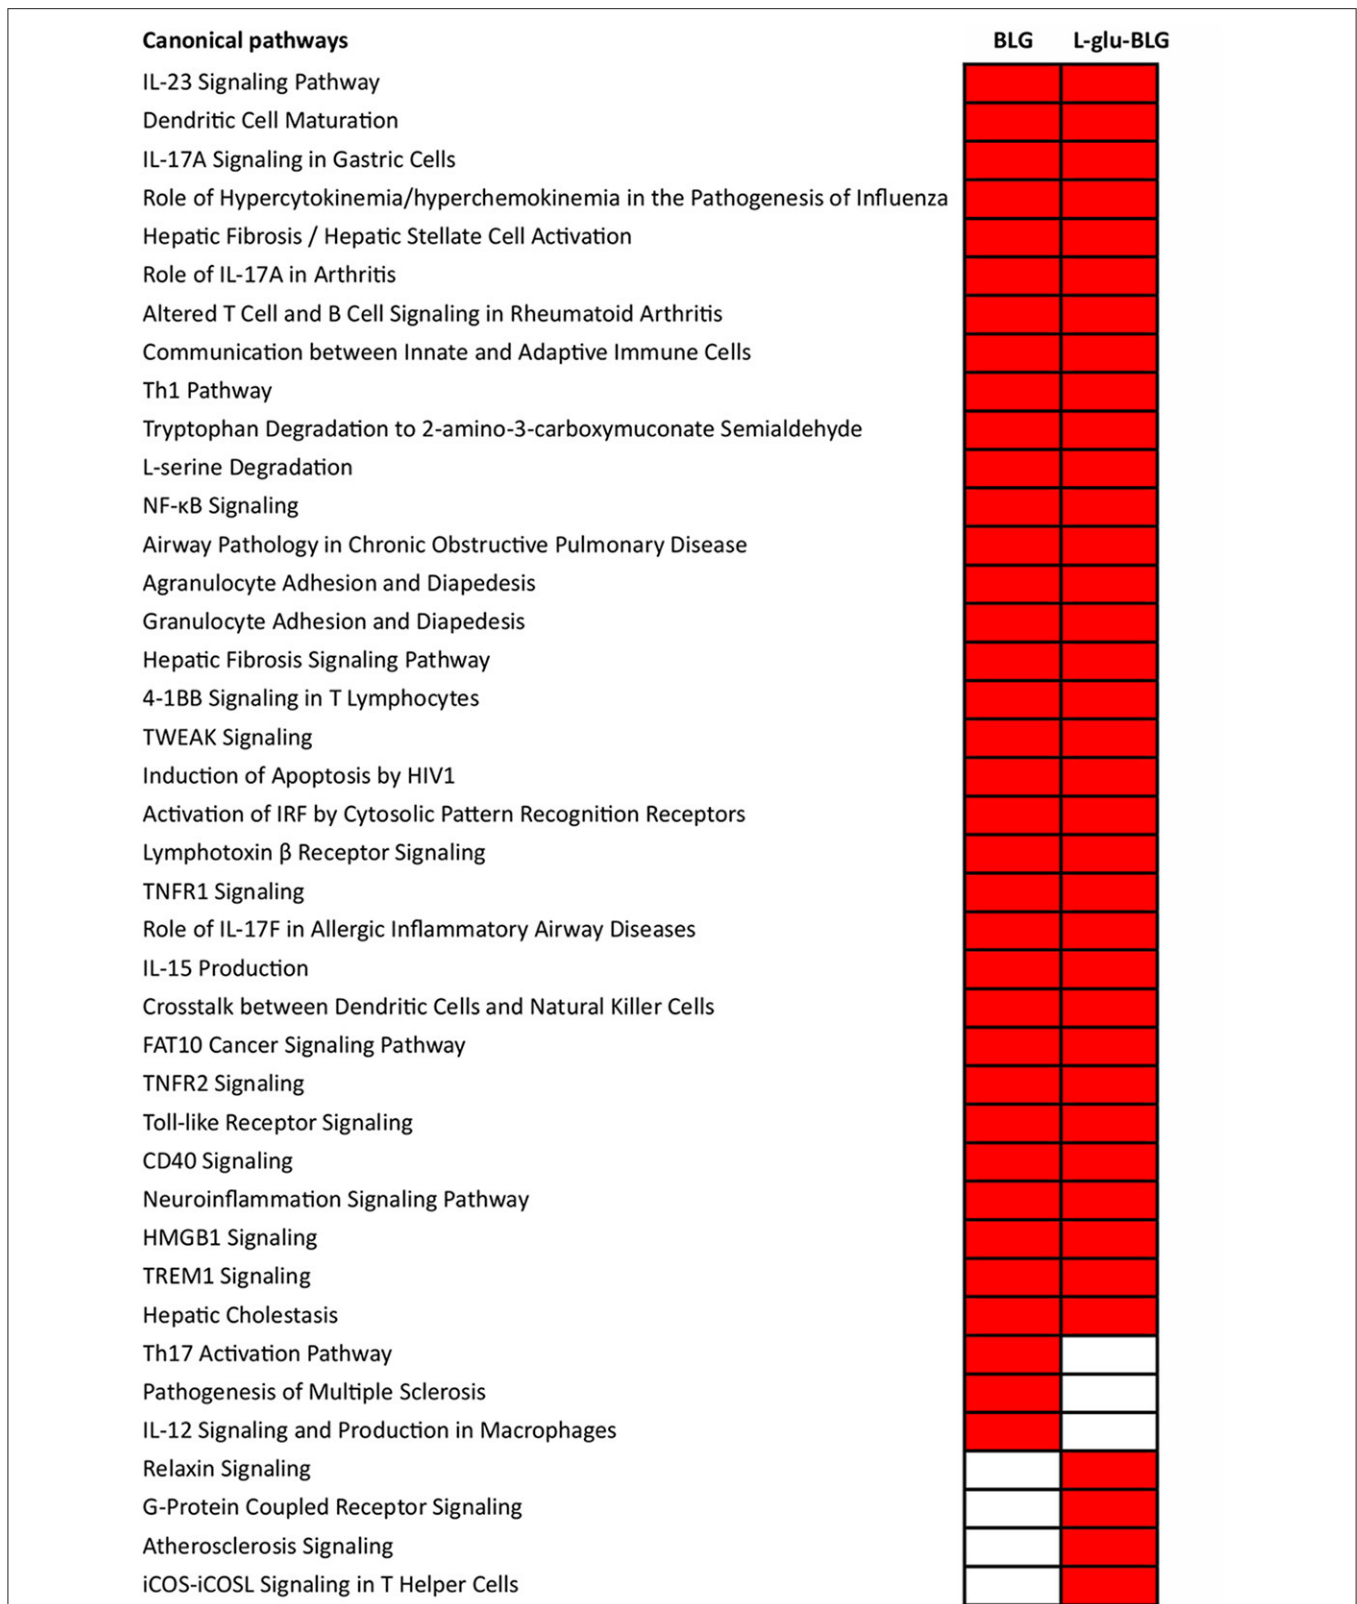 Canonical pathways BLG L-glu-BLG
IL-23 Signaling Pathway
Dendritic Cell Maturation
IL-17A Signaling in Gastric Cells
Role of Hypercytokinemia/hyperchemokinemia in the Pathogenesis of Influenza
Hepatic Fibrosis / Hepatic Stellate Cell Activation
Role of IL-17A in Arthritis
Altered T Cell and B Cell Signaling in Rheumatoid Arthritis
Communication between Innate and Adaptive Immune Cells
Th1 Pathway
Tryptophan Degradation to 2-amino-3-carboxymuconate Semialdehyde
L-serine Degradation
NF-κB Signaling
Airway Pathology in Chronic Obstructive Pulmonary Disease
Agranulocyte Adhesion and Diapedesis
Granulocyte Adhesion and Diapedesis
Hepatic Fibrosis Signaling Pathway
4-1BB Signaling in T Lymphocytes
TWEAK Signaling
Induction of Apoptosis by HIV1
Activation of IRF by Cytosolic Pattern Recognition Receptors
Lymphotoxin β Receptor Signaling
TNFR1 Signaling
Role of IL-17F in Allergic Inflammatory Airway Diseases
IL-15 Production
Crosstalk between Dendritic Cells and Natural Killer Cells
FAT10 Cancer Signaling Pathway
TNFR2 Signaling
Toll-like Receptor Signaling
CD40 Signaling
Neuroinflammation Signaling Pathway
HMGB1 Signaling
TREM1 Signaling
Hepatic Cholestasis
Th17 Activation Pathway
Pathogenesis of Multiple Sclerosis
IL-12 Signaling and Production in Macrophages
Relaxin Signaling
G-Protein Coupled Receptor Signaling
Atherosclerosis Signaling
iCOS-iCOSL Signaling in T Helper Cells